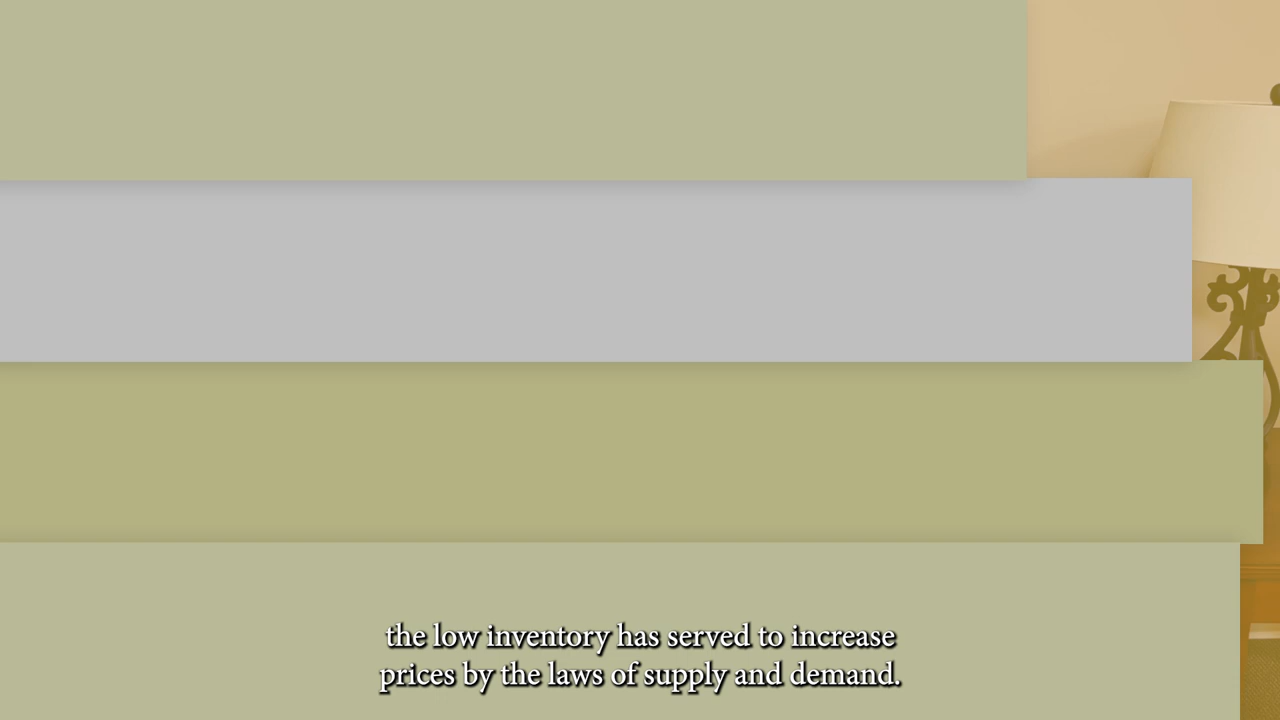 the low inventory has served to increase
prices by the laws of supply and demand.